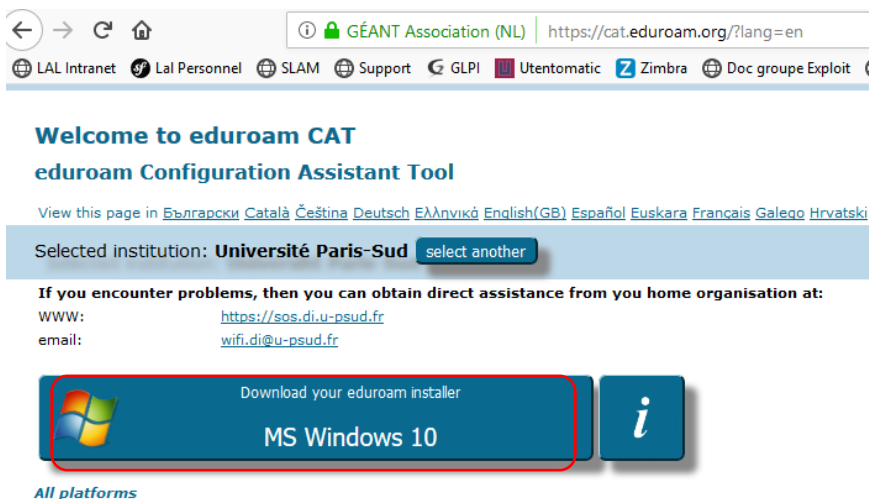 GÉANT Association (NL) https://cat.eduroam.org/?lang=en
LAL Intranet Lal Personnel SLAM Support GLPI Utentomatic Zimbra Doc groupe Exploit
Welcome to eduroam CAT
eduroam Configuration Assistant Tool
View this page in Български Català Čeština Deutsch Ελληνικά English(GB) Español Euskara Français Galego Hrvatski
Selected institution: Université Paris-Sud select another
If you encounter problems, then you can obtain direct assistance from you home organisation at:
WWW: https://sos.di.u-psud.fr
email: wifi.di@u-psud.fr
Download your eduroam installer
MS Windows 10
i
All platforms